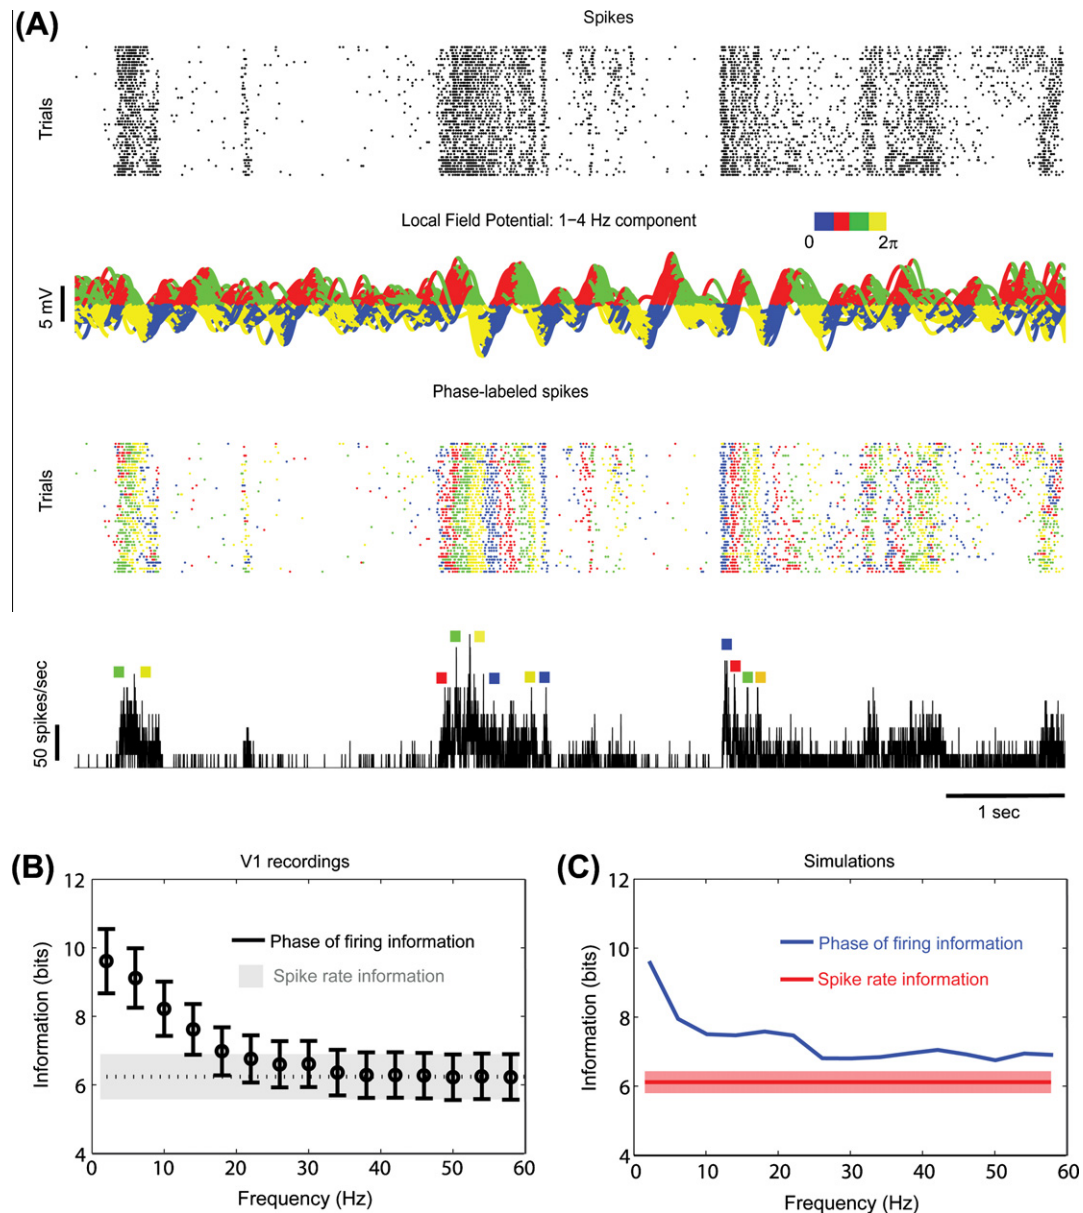 (A)
Spikes
Trials
Local Field Potential: 1–4 Hz component
0
2π
5 mV
Phase-labeled spikes
Trials
50 spikes/sec
1 sec
(B)
V1 recordings
12
10
8
6
4
Information (bits)
Phase of firing information
Spike rate information
0 10 20 30 40 50 60
Frequency (Hz)
(C)
Simulations
12
10
8
6
4
Information (bits)
Phase of firing information
Spike rate information
0 10 20 30 40 50 60
Frequency (Hz)